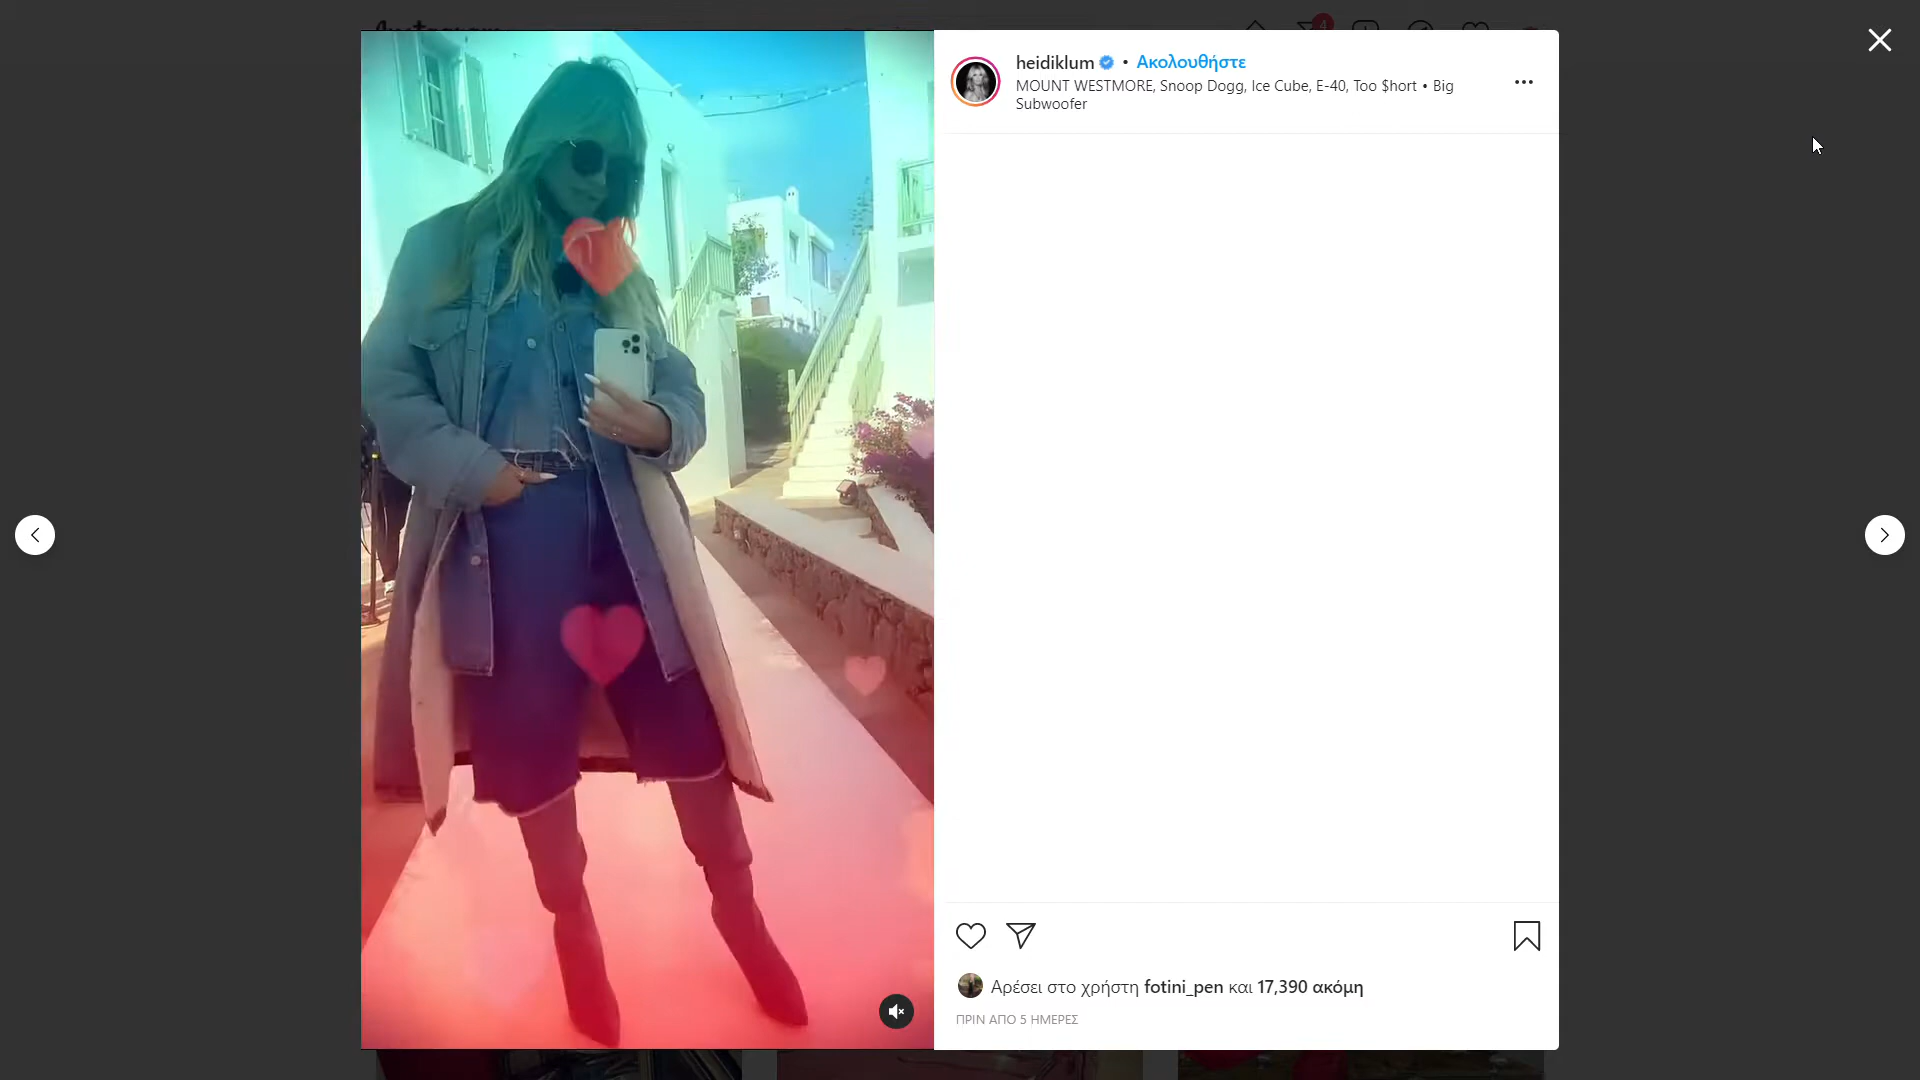 4
heidiklum • Ακολουθήστε
MOUNT WESTMORE, Snoop Dogg, Ice Cube, E-40, Too $hort • Big
Subwoofer
Αρέσει στο χρήστη fotini_pen και 17,390 ακόμη
ΠΡΙΝ ΑΠΟ 5 ΗΜΕΡΕΣ